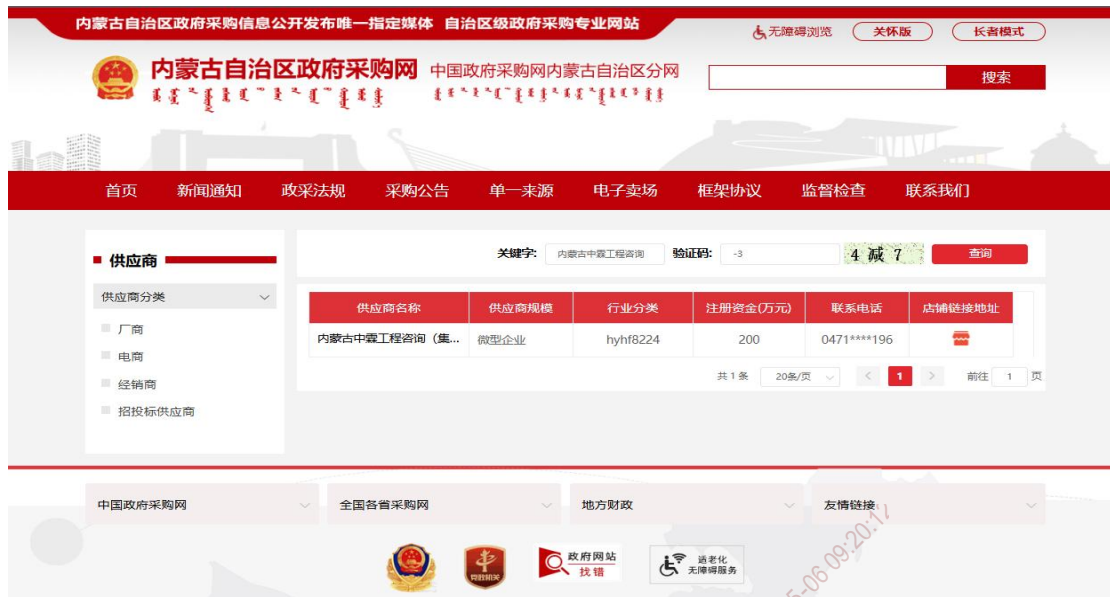 内蒙古自治区政府采购信息公开发布唯一指定媒体 自治区级政府采购专业网站
无障碍浏览 关怀版 长者模式
内蒙古自治区政府采购网 中国政府采购网内蒙古自治区分网
搜索
首页 新闻通知 政采法规 采购公告 单一来源 电子卖场 框架协议 监督检查 联系我们
供应商
供应商分类
厂商
电商
经销商
招投标供应商
关键字: 内蒙古中霖工程咨询 验证码: -3 4 减 7 查询
供应商名称 供应商规模 行业分类 注册资金(万元) 联系电话 店铺链接地址
内蒙古中霖工程咨询（集... 微型企业 hyhf8224 200 0471****196
共 1 条 20条/页 < 1 > 前往 1 页
中国政府采购网 全国各省采购网 地方财政 友情链接
党政机关
政府网站
找错
适老化
无障碍服务
5-06 09:20:17